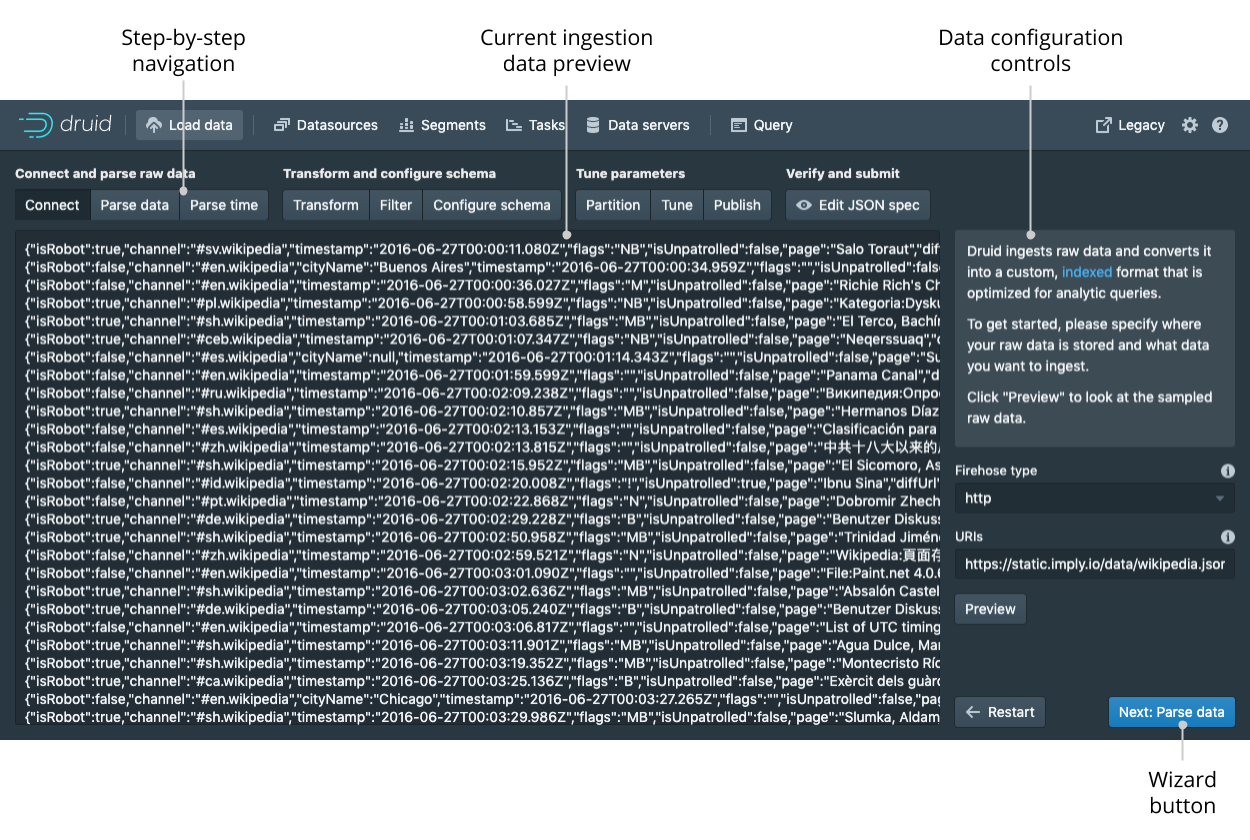 Step-by-step navigation
Current ingestion data preview
Data configuration controls
druid
Load data
Datasources
Segments
Tasks
Data servers
Query
Legacy
Connect and parse raw data
Transform and configure schema
Tune parameters
Verify and submit
Connect
Parse data
Parse time
Transform
Filter
Configure schema
Partition
Tune
Publish
Edit JSON spec
{"isRobot":true,"channel":"#sv.wikipedia","timestamp":"2016-06-27T00:00:11.080Z","flags":"NB","isUnpatrolled":false,"page":"Salo Toraut","diff
{"isRobot":false,"channel":"#en.wikipedia","cityName":"Buenos Aires","timestamp":"2016-06-27T00:00:34.959Z","flags":"","isUnpatrolled":false
{"isRobot":false,"channel":"#en.wikipedia","timestamp":"2016-06-27T00:00:36.027Z","flags":"M","isUnpatrolled":false,"page":"Richie Rich's Ch
{"isRobot":true,"channel":"#pl.wikipedia","timestamp":"2016-06-27T00:00:58.599Z","flags":"NB","isUnpatrolled":false,"page":"Kategoria:Dysku
{"isRobot":true,"channel":"#sh.wikipedia","timestamp":"2016-06-27T00:01:03.685Z","flags":"MB","isUnpatrolled":false,"page":"El Terco, Bachín
{"isRobot":true,"channel":"#ceb.wikipedia","timestamp":"2016-06-27T00:01:07.347Z","flags":"NB","isUnpatrolled":false,"page":"Neqerssuaq","
{"isRobot":false,"channel":"#es.wikipedia","cityName":null,"timestamp":"2016-06-27T00:01:14.343Z","flags":"","isUnpatrolled":false,"page":"Su
{"isRobot":false,"channel":"#en.wikipedia","timestamp":"2016-06-27T00:01:59.599Z","flags":"","isUnpatrolled":false,"page":"Panama Canal","d
{"isRobot":false,"channel":"#ru.wikipedia","timestamp":"2016-06-27T00:02:09.238Z","flags":"","isUnpatrolled":false,"page":"Википедия:Опро
{"isRobot":true,"channel":"#sh.wikipedia","timestamp":"2016-06-27T00:02:10.857Z","flags":"MB","isUnpatrolled":false,"page":"Hermanos Díaz
{"isRobot":false,"channel":"#es.wikipedia","timestamp":"2016-06-27T00:02:13.153Z","flags":"","isUnpatrolled":false,"page":"Clasificación para
{"isRobot":false,"channel":"#zh.wikipedia","timestamp":"2016-06-27T00:02:13.815Z","flags":"","isUnpatrolled":false,"page":"中共十八大以来的
{"isRobot":true,"channel":"#sh.wikipedia","timestamp":"2016-06-27T00:02:15.952Z","flags":"MB","isUnpatrolled":false,"page":"El Sicomoro, As
{"isRobot":false,"channel":"#id.wikipedia","timestamp":"2016-06-27T00:02:20.008Z","flags":"!","isUnpatrolled":true,"page":"Ibnu Sina","diffUrl"
{"isRobot":false,"channel":"#pt.wikipedia","timestamp":"2016-06-27T00:02:22.868Z","flags":"N","isUnpatrolled":false,"page":"Dobromir Zhech
{"isRobot":true,"channel":"#de.wikipedia","timestamp":"2016-06-27T00:02:29.228Z","flags":"B","isUnpatrolled":false,"page":"Benutzer Diskuss
{"isRobot":true,"channel":"#sh.wikipedia","timestamp":"2016-06-27T00:02:50.958Z","flags":"MB","isUnpatrolled":false,"page":"Trinidad Jiméne
{"isRobot":false,"channel":"#zh.wikipedia","timestamp":"2016-06-27T00:02:59.521Z","flags":"N","isUnpatrolled":false,"page":"Wikipedia:頁面存
{"isRobot":false,"channel":"#en.wikipedia","timestamp":"2016-06-27T00:03:01.090Z","flags":"","isUnpatrolled":false,"page":"File:Paint.net 4.0.6
{"isRobot":true,"channel":"#sh.wikipedia","timestamp":"2016-06-27T00:03:02.636Z","flags":"MB","isUnpatrolled":false,"page":"Absalón Castel
{"isRobot":true,"channel":"#de.wikipedia","timestamp":"2016-06-27T00:03:05.240Z","flags":"B","isUnpatrolled":false,"page":"Benutzer Diskuss
{"isRobot":false,"channel":"#en.wikipedia","timestamp":"2016-06-27T00:03:06.817Z","flags":"","isUnpatrolled":false,"page":"List of UTC timing
{"isRobot":true,"channel":"#sh.wikipedia","timestamp":"2016-06-27T00:03:11.901Z","flags":"MB","isUnpatrolled":false,"page":"Agua Dulce, Mar
{"isRobot":true,"channel":"#sh.wikipedia","timestamp":"2016-06-27T00:03:19.352Z","flags":"MB","isUnpatrolled":false,"page":"Montecristo Río
{"isRobot":true,"channel":"#ca.wikipedia","timestamp":"2016-06-27T00:03:25.136Z","flags":"B","isUnpatrolled":false,"page":"Exèrcit dels guàrd
{"isRobot":false,"channel":"#en.wikipedia","cityName":"Chicago","timestamp":"2016-06-27T00:03:27.265Z","flags":"","isUnpatrolled":false,"pag
{"isRobot":true,"channel":"#sh.wikipedia","timestamp":"2016-06-27T00:03:29.986Z","flags":"MB","isUnpatrolled":false,"page":"Slumka, Aldam
Druid ingests raw data and converts it
into a custom, indexed format that is
optimized for analytic queries.
To get started, please specify where
your raw data is stored and what data
you want to ingest.
Click "Preview" to look at the sampled
raw data.
Firehose type
http
URIs
https://static.imply.io/data/wikipedia.jsor
Preview
Restart
Next: Parse data
Wizard button